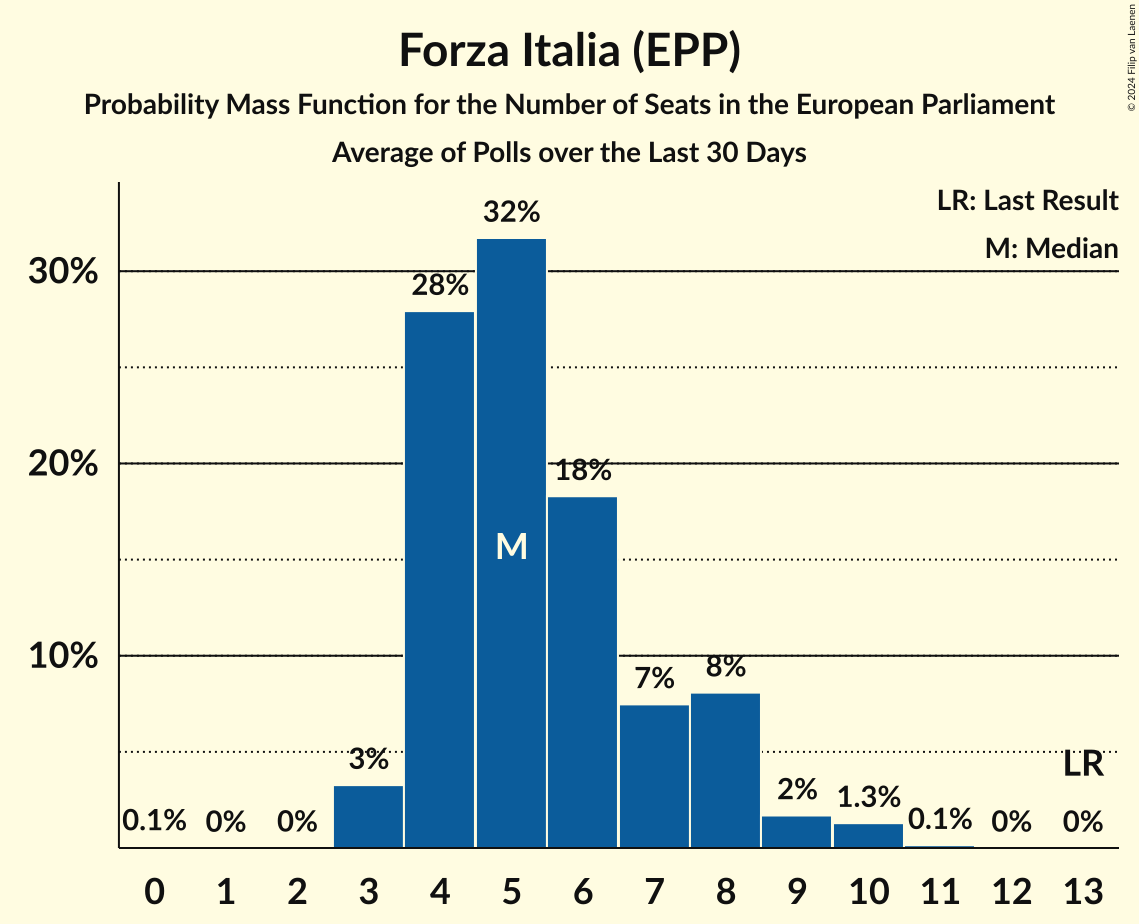 Forza Italia (EPP)
Probability Mass Function for the Number of Seats in the European Parliament
Average of Polls over the Last 30 Days
© 2024 Filip van Laenen
LR: Last Result
M: Median
30%
20%
10%
0.1% 0% 0% 3% 28% 32% 18% 7% 8% 2% 1.3% 0.1% 0% 0%
M
LR
0 1 2 3 4 5 6 7 8 9 10 11 12 13